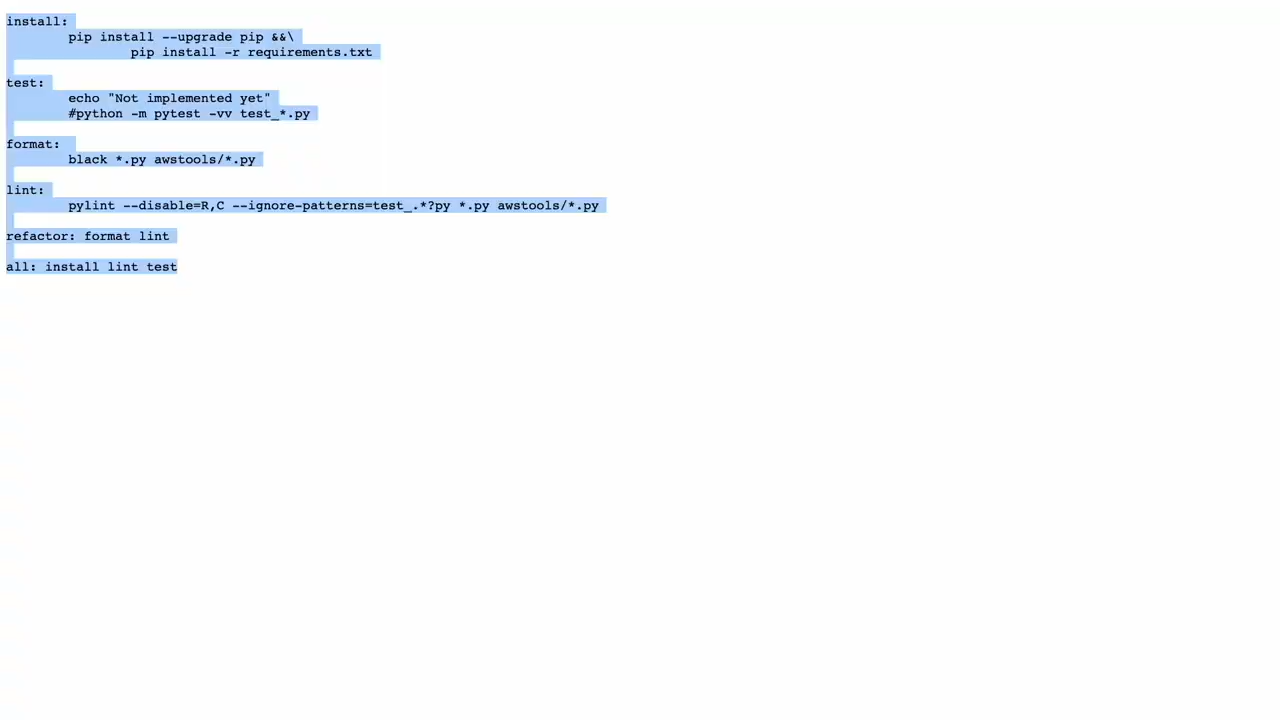 install:
	pip install --upgrade pip &&\
		pip install -r requirements.txt

test:
	echo "Not implemented yet"
	#python -m pytest -vv test_*.py

format:
	black *.py awstools/*.py

lint:
	pylint --disable=R,C --ignore-patterns=test_.*?py *.py awstools/*.py

refactor: format lint

all: install lint test